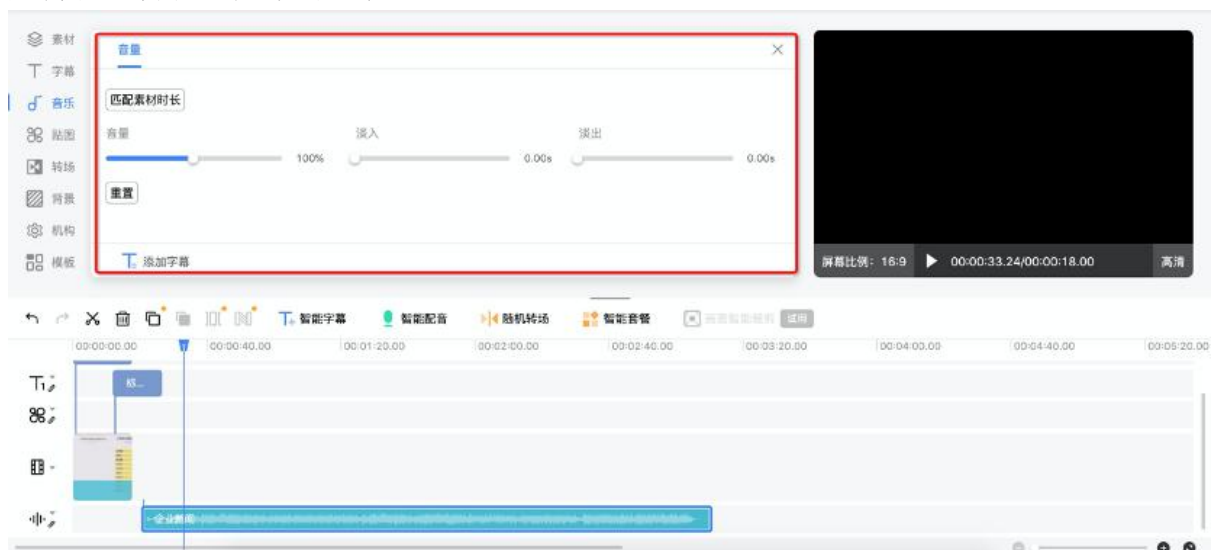 素材
字幕
音乐
贴图
转场
背景
机构
模板
音量
匹配素材时长
音量 淡入 淡出
100% 0.00s 0.00s
重置
添加字幕
屏幕比例: 16:9 00:00:33.24/00:00:18.00 高清
智能字幕 智能配音 随机转场 智能套餐 试用
00:00:00.00 00:00:40.00 00:01:20.00 00:02:00.00 00:02:40.00 00:03:20.00 00:04:00.00 00:04:40.00 00:05:20.00
企业新闻